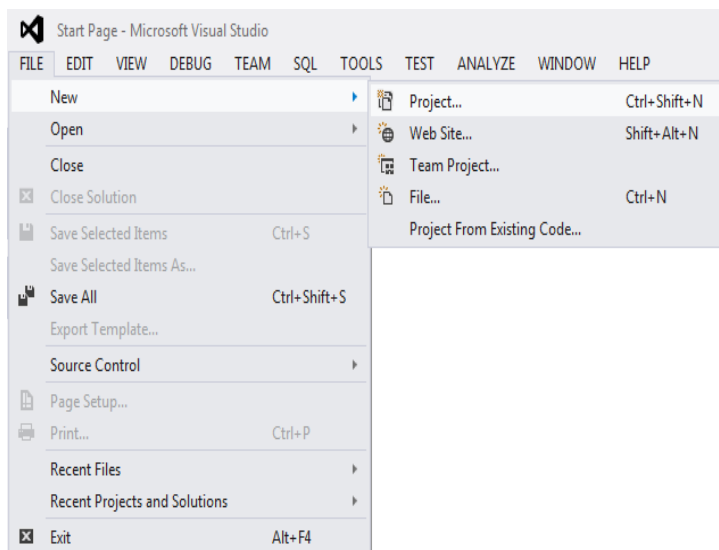 Start Page - Microsoft Visual Studio
FILE EDIT VIEW DEBUG TEAM SQL TOOLS TEST ANALYZE WINDOW HELP
New
Open
Close
Close Solution
Save Selected Items Ctrl+S
Save Selected Items As...
Save All Ctrl+Shift+S
Export Template...
Source Control
Page Setup...
Print... Ctrl+P
Recent Files
Recent Projects and Solutions
Exit Alt+F4
Project... Ctrl+Shift+N
Web Site... Shift+Alt+N
Team Project...
File... Ctrl+N
Project From Existing Code...